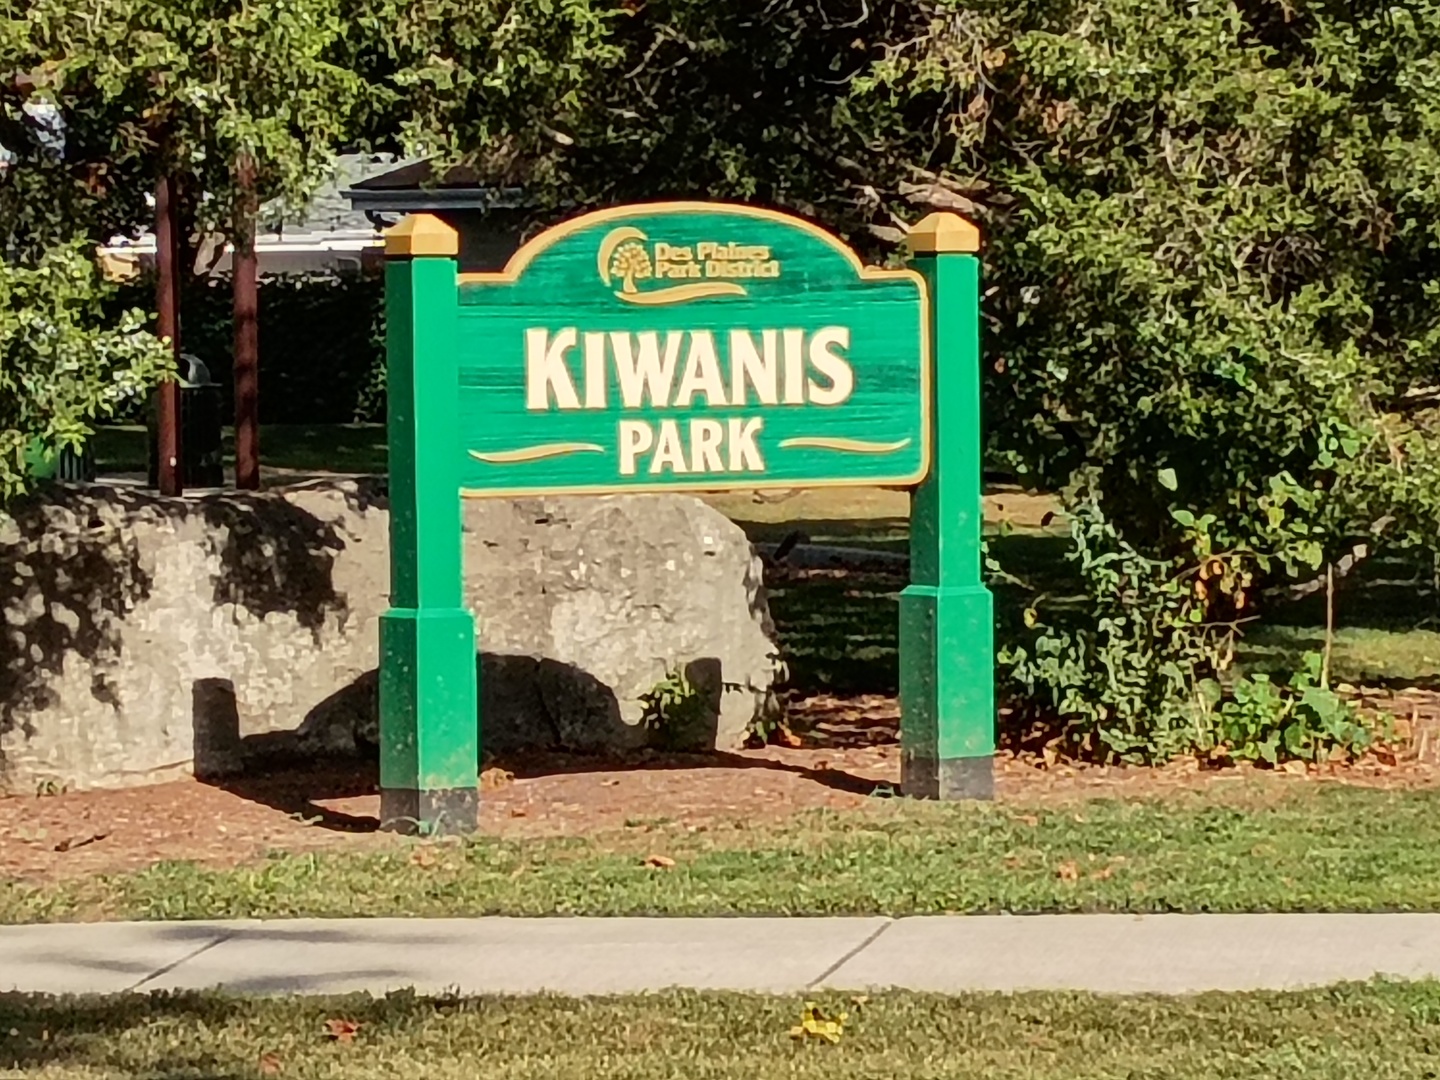 Des Plaines
Park District
KIWANIS
PARK